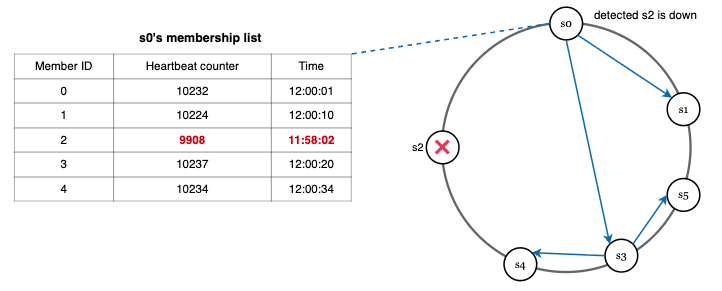 s0's membership list
Member ID Heartbeat counter Time
0 10232 12:00:01
1 10224 12:00:10
2 9908 11:58:02
3 10237 12:00:20
4 10234 12:00:34
detected s2 is down
s0
s1
s2
s5
s3
s4